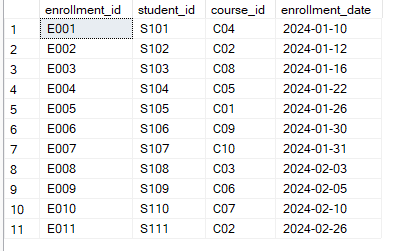 enrollment_id student_id course_id enrollment_date
1 E001 S101 C04 2024-01-10
2 E002 S102 C02 2024-01-12
3 E003 S103 C08 2024-01-16
4 E004 S104 C05 2024-01-22
5 E005 S105 C01 2024-01-26
6 E006 S106 C09 2024-01-30
7 E007 S107 C10 2024-01-31
8 E008 S108 C03 2024-02-03
9 E009 S109 C06 2024-02-05
10 E010 S110 C07 2024-02-10
11 E011 S111 C02 2024-02-26